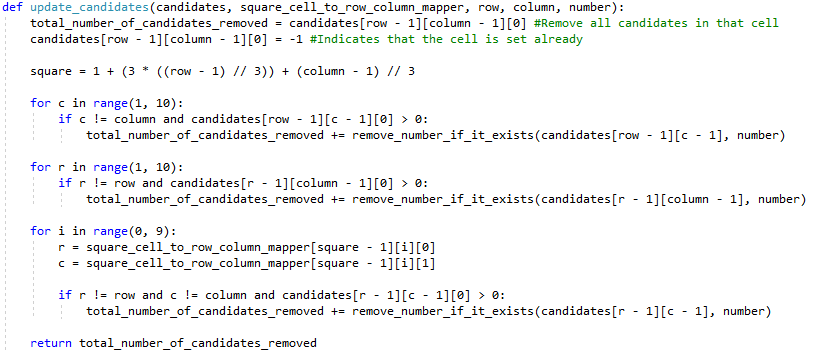 def update_candidates(candidates, square_cell_to_row_column_mapper, row, column, number):
    total_number_of_candidates_removed = candidates[row - 1][column - 1][0] #Remove all candidates in that cell
    candidates[row - 1][column - 1][0] = -1 #Indicates that the cell is set already

    square = 1 + (3 * ((row - 1) // 3)) + (column - 1) // 3

    for c in range(1, 10):
        if c != column and candidates[row - 1][c - 1][0] > 0:
            total_number_of_candidates_removed += remove_number_if_it_exists(candidates[row - 1][c - 1], number)

    for r in range(1, 10):
        if r != row and candidates[r - 1][column - 1][0] > 0:
            total_number_of_candidates_removed += remove_number_if_it_exists(candidates[r - 1][column - 1], number)

    for i in range(0, 9):
        r = square_cell_to_row_column_mapper[square - 1][i][0]
        c = square_cell_to_row_column_mapper[square - 1][i][1]

        if r != row and c != column and candidates[r - 1][c - 1][0] > 0:
            total_number_of_candidates_removed += remove_number_if_it_exists(candidates[r - 1][c - 1], number)

    return total_number_of_candidates_removed